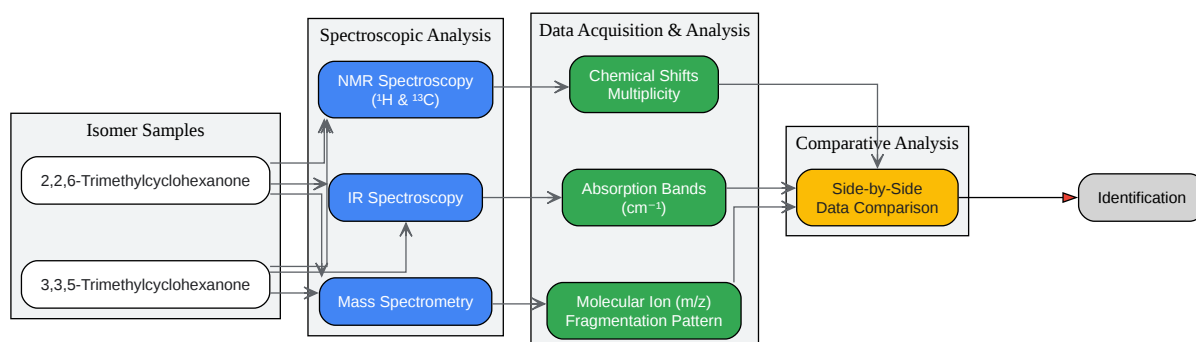 Isomer Samples
2,2,6-Trimethylcyclohexanone
3,3,5-Trimethylcyclohexanone
Spectroscopic Analysis
NMR Spectroscopy
(¹H & ¹³C)
IR Spectroscopy
Mass Spectrometry
Data Acquisition & Analysis
Chemical Shifts
Multiplicity
Absorption Bands
(cm⁻¹)
Molecular Ion (m/z)
Fragmentation Pattern
Comparative Analysis
Side-by-Side
Data Comparison
Identification